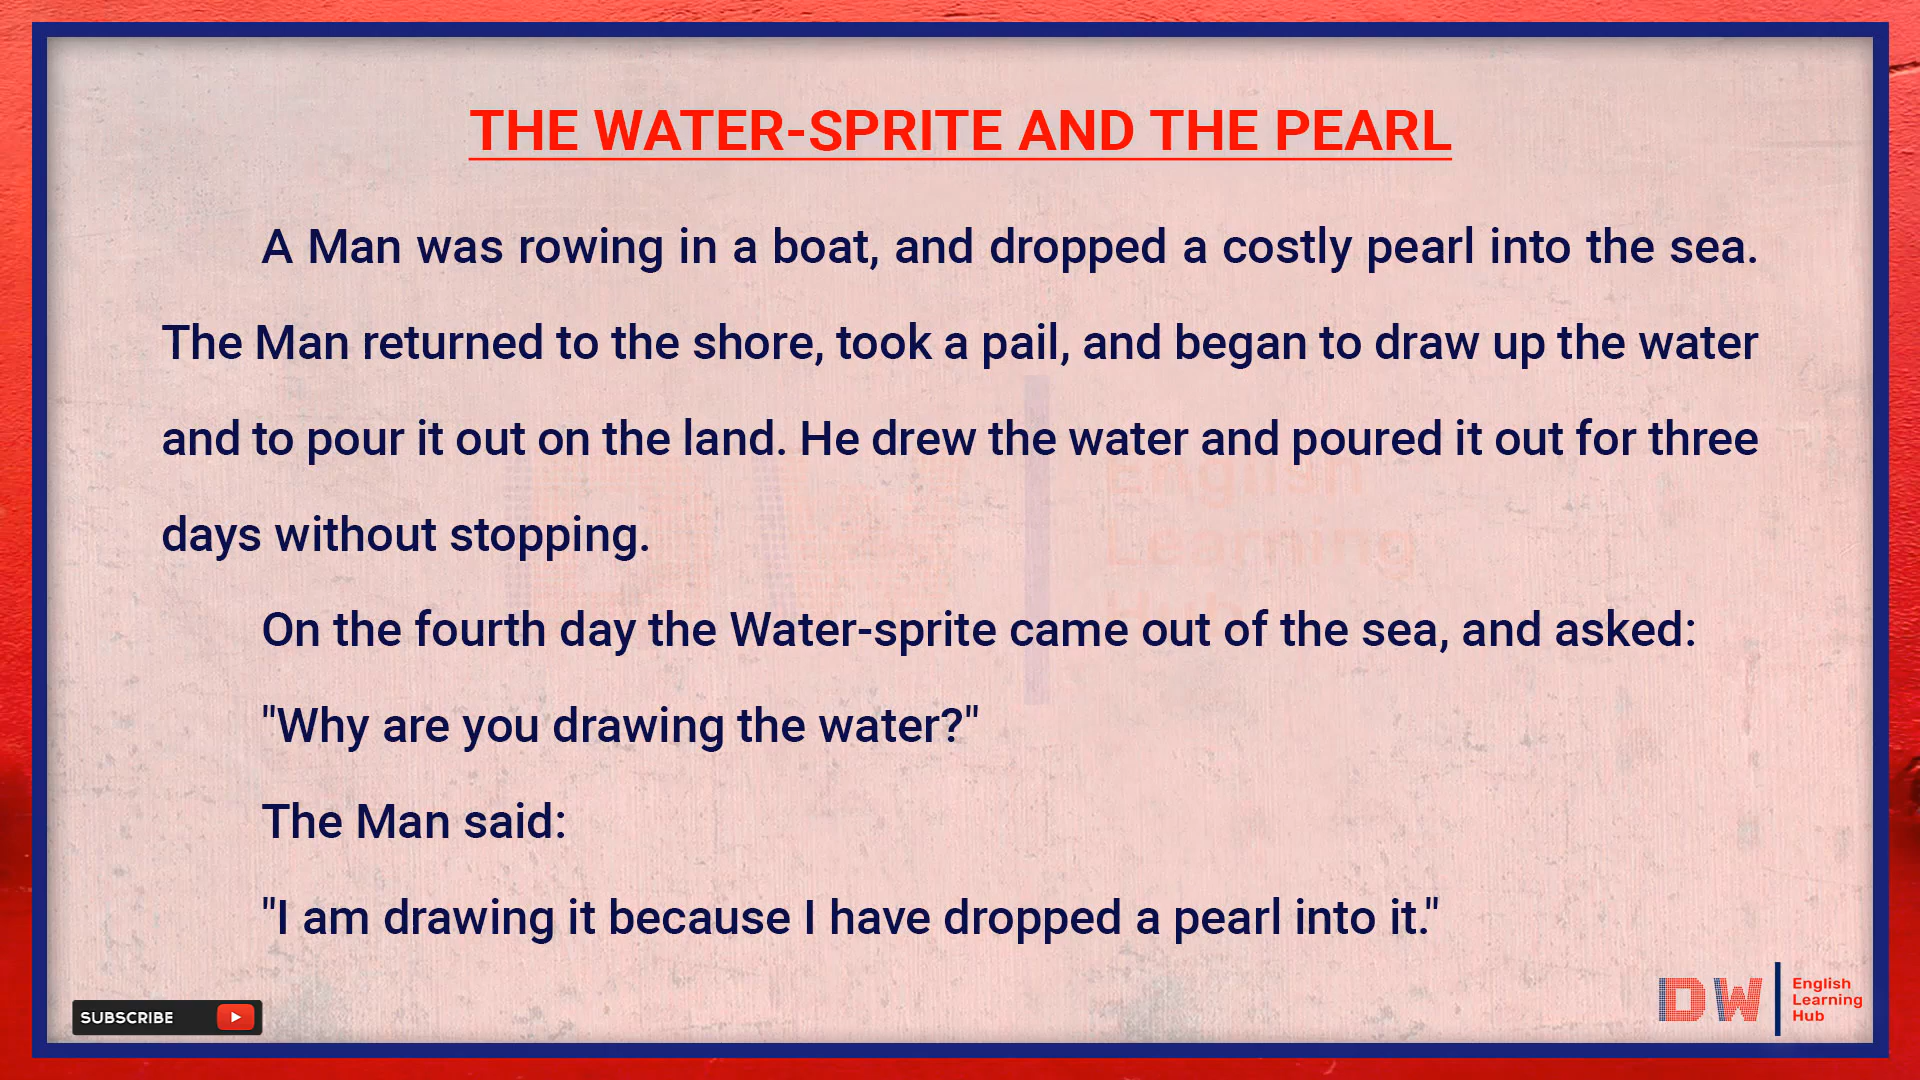 THE WATER-SPRITE AND THE PEARL
A Man was rowing in a boat, and dropped a costly pearl into the sea.
The Man returned to the shore, took a pail, and began to draw up the water
and to pour it out on the land. He drew the water and poured it out for three
days without stopping.
On the fourth day the Water-sprite came out of the sea, and asked:
"Why are you drawing the water?"
The Man said:
"I am drawing it because I have dropped a pearl into it."
SUBSCRIBE
DW
English
Learning
Hub
English
Learning
Hub